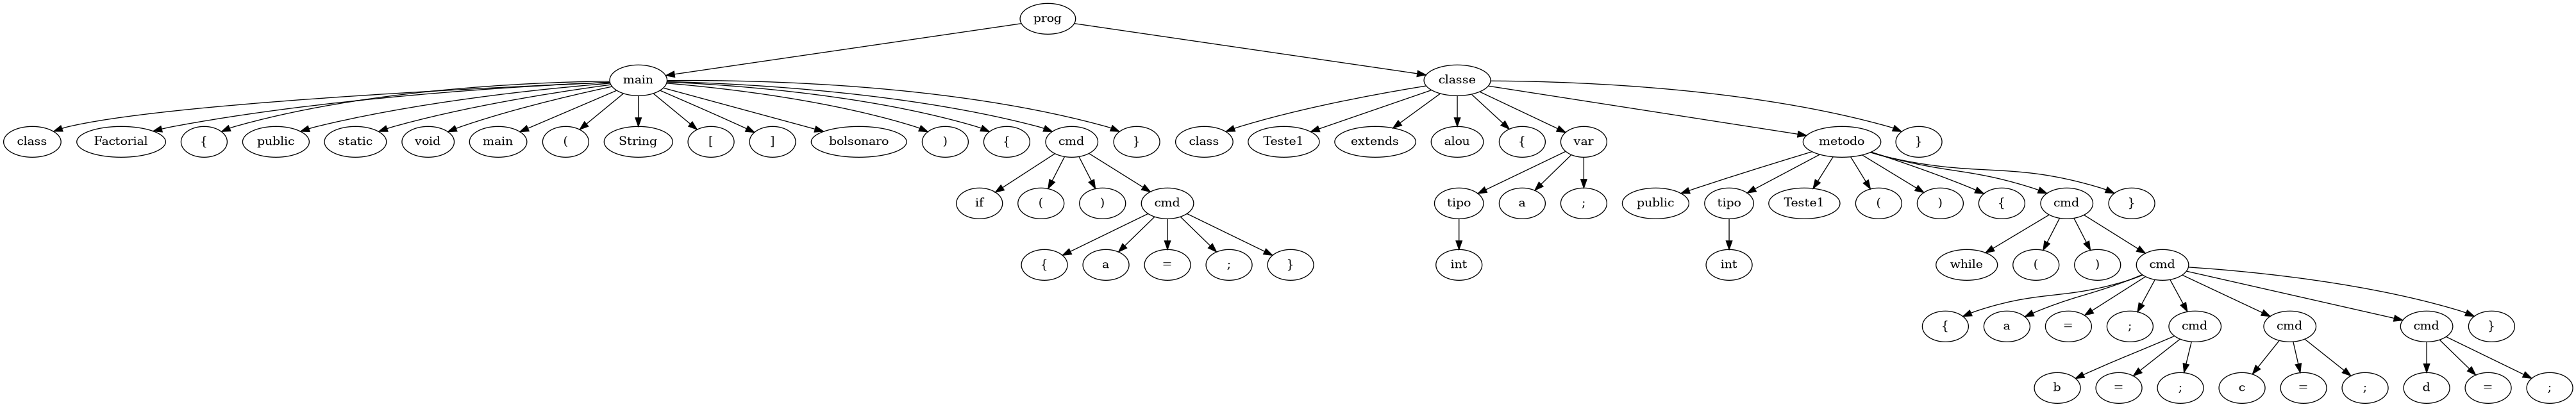 prog
main classe
class Factorial { public static void main ( String [ ] bolsonaro ) { cmd } class Teste1 extends alou { var metodo }
if ( ) cmd tipo a ; public tipo Teste1 ( ) { cmd }
{ a = ; } int int while ( ) cmd
{ a = ; cmd cmd cmd }
b = ; c = ; d = ;